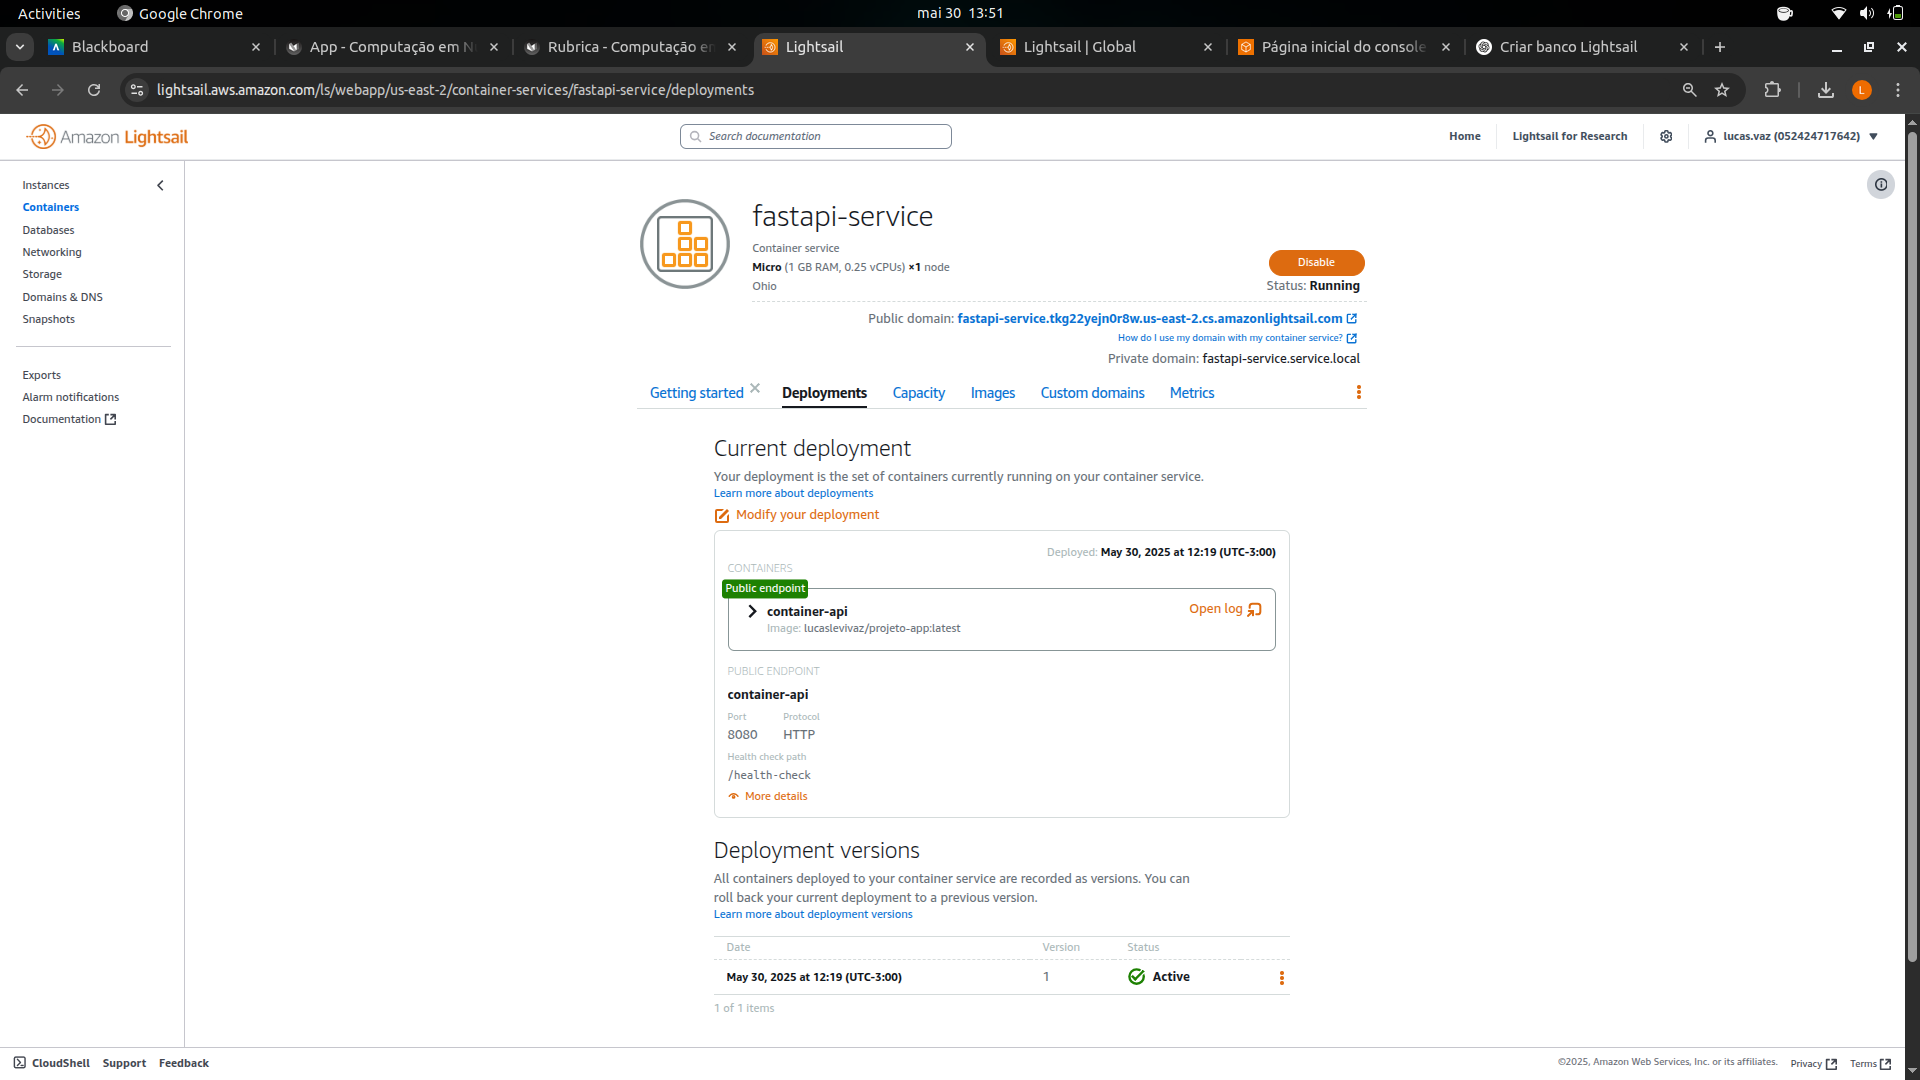 Activities
Google Chrome
mai 30 13:51
Blackboard
App - Computação em N
Rubrica - Computação en
Lightsail
Lightsail | Global
Página inicial do console
Criar banco Lightsail
lightsail.aws.amazon.com/ls/webapp/us-east-2/container-services/fastapi-service/deployments
L
Amazon Lightsail
Search documentation
Home
Lightsail for Research
lucas.vaz (052424717642)
Instances
Containers
Databases
Networking
Storage
Domains & DNS
Snapshots
Exports
Alarm notifications
Documentation
fastapi-service
Container service
Micro (1 GB RAM, 0.25 vCPUs) ×1 node
Ohio
Disable
Status: Running
Public domain: fastapi-service.tkg22yejn0r8w.us-east-2.cs.amazonlightsail.com
How do I use my domain with my container service?
Private domain: fastapi-service.service.local
Getting started
Deployments
Capacity
Images
Custom domains
Metrics
Current deployment
Your deployment is the set of containers currently running on your container service.
Learn more about deployments
Modify your deployment
Deployed: May 30, 2025 at 12:19 (UTC-3:00)
CONTAINERS
Public endpoint
container-api
Open log
Image: lucaslevivaz/projeto-app:latest
PUBLIC ENDPOINT
container-api
Port Protocol
8080 HTTP
Health check path
/health-check
More details
Deployment versions
All containers deployed to your container service are recorded as versions. You can
roll back your current deployment to a previous version.
Learn more about deployment versions
Date Version Status
May 30, 2025 at 12:19 (UTC-3:00) 1 Active
1 of 1 items
CloudShell Support Feedback
©2025, Amazon Web Services, Inc. or its affiliates. Privacy Terms